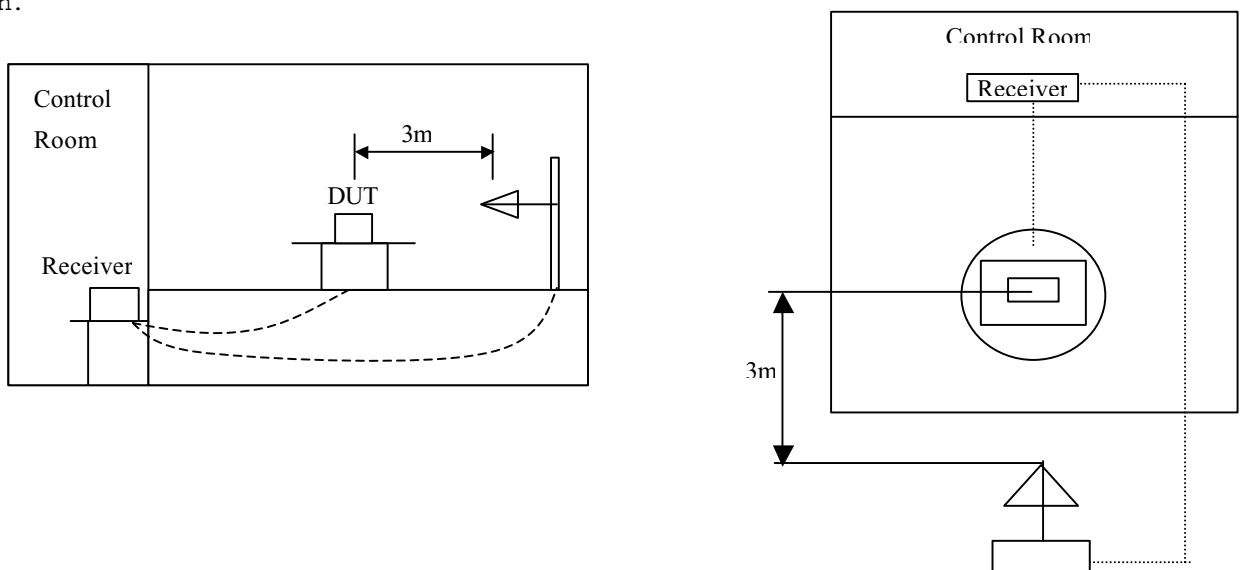 n.
Control
Room
3m
DUT
Receiver
Control Room
Receiver
3m